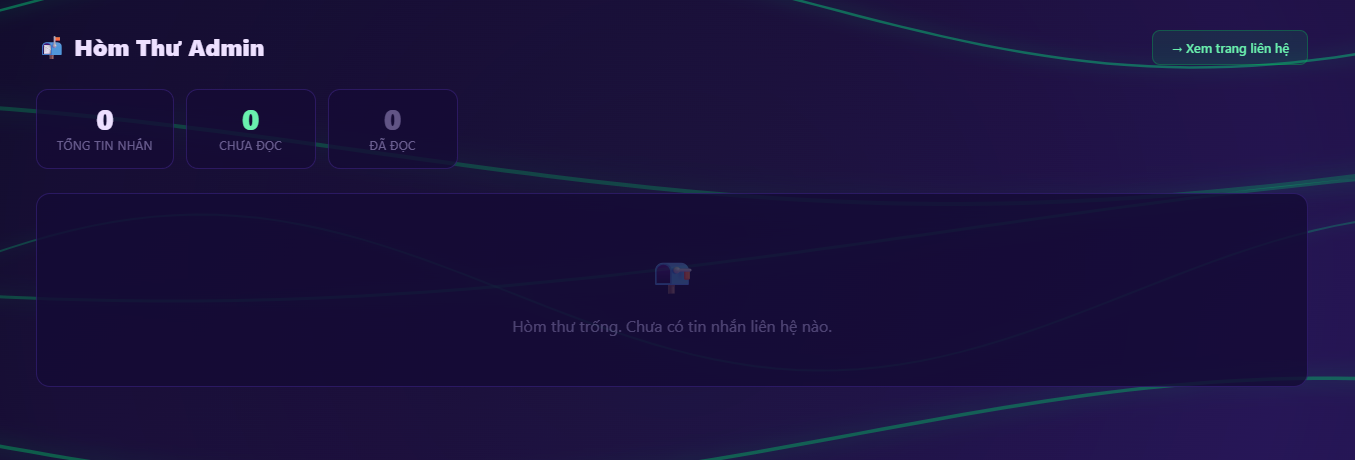 Hòm Thư Admin
→ Xem trang liên hệ
0
TỔNG TIN NHẮN
0
CHƯA ĐỌC
0
ĐÃ ĐỌC
Hòm thư trống. Chưa có tin nhắn liên hệ nào.